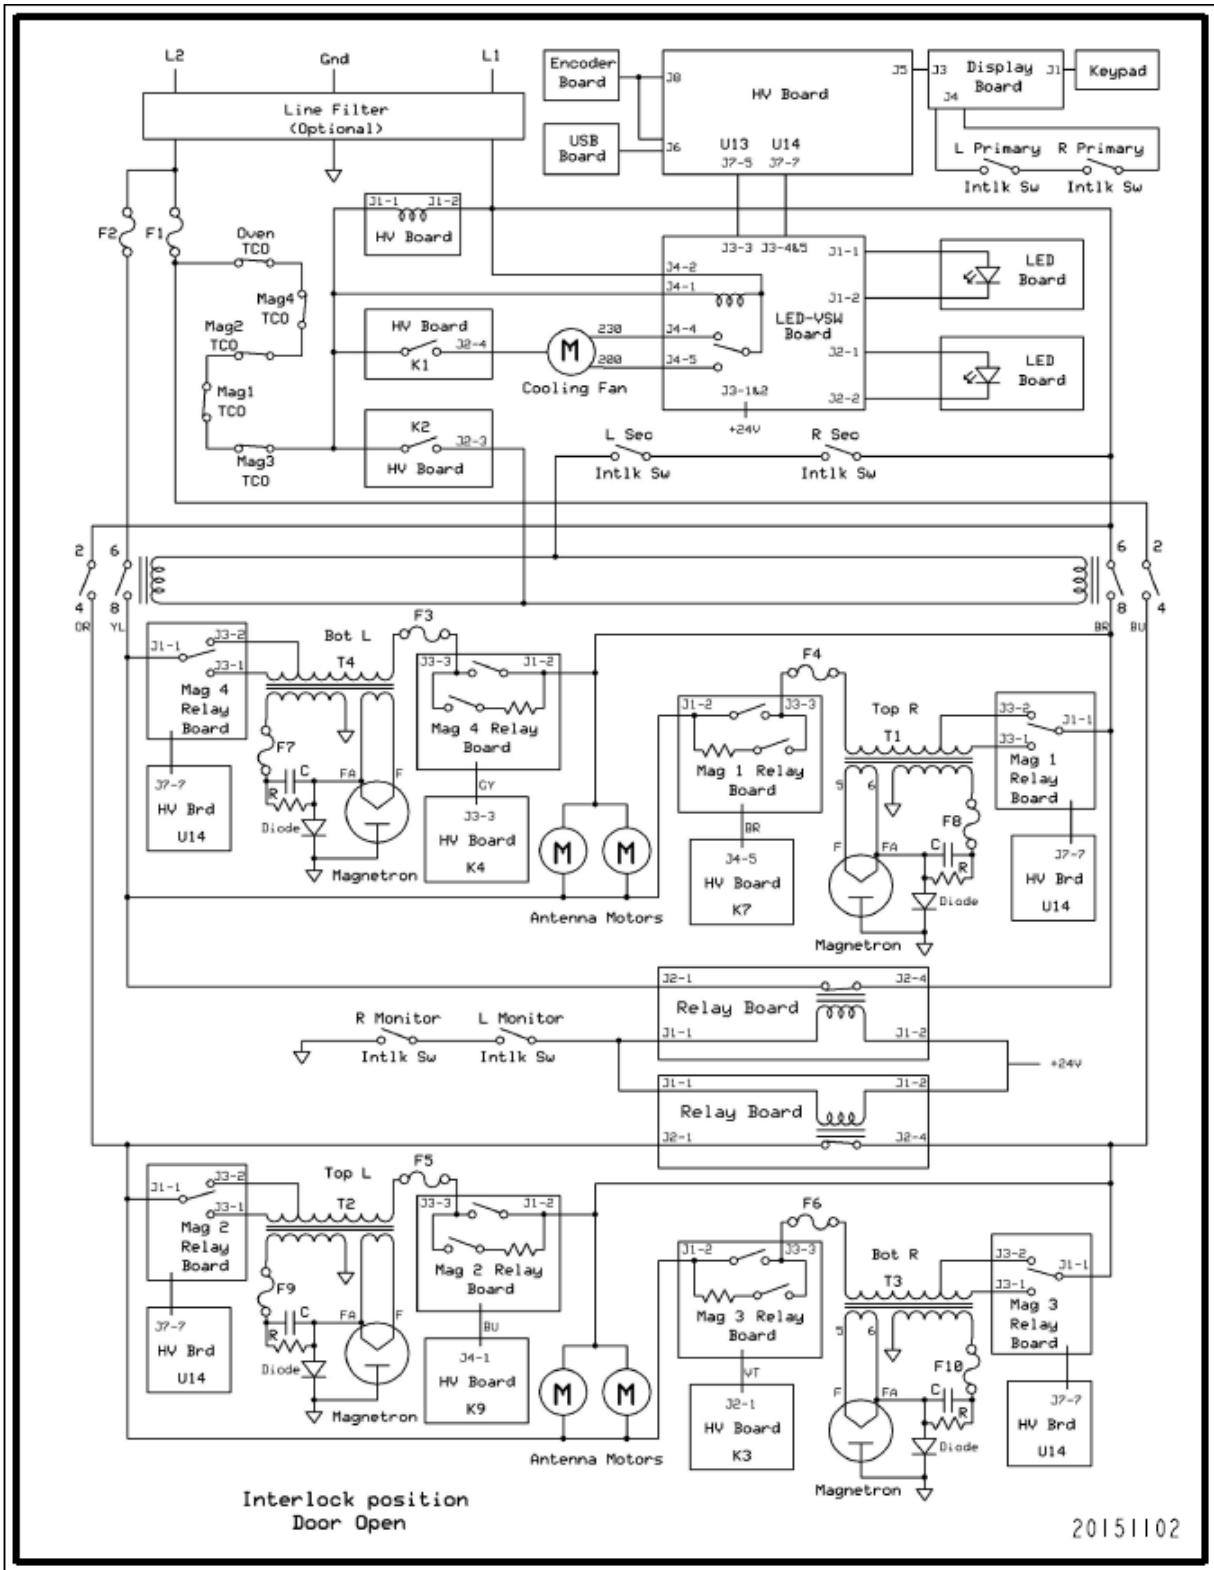 L2
Gnd
L1
Line Filter
(Optional)
Encoder
Board
USB
Board
J8
J6
HV Board
U13
U14
J7-5
J7-7
J5
J3
Display
Board
J1
J4
Keypad
L Primary
R Primary
Intlk Sw
Intlk Sw
F2
F1
Oven
TCO
Mag4
TCO
Mag2
TCO
Mag1
TCO
Mag3
TCO
J1-1
J1-2
HV Board
HV Board
J2-4
K1
K2
J2-3
HV Board
M
230
200
Cooling Fan
J3-3
J3-4&5
J4-2
J4-1
J4-4
J4-5
J1-1
J1-2
LED-VSW
Board
J2-1
J2-2
J3-1&2
+24V
LED
Board
LED
Board
L Sec
R Sec
Intlk Sw
Intlk Sw
2
6
4
8
OR
YL
6
2
8
4
BR
BU
J1-1
J3-2
J3-1
Mag 4
Relay
Board
J7-7
HV Brd
U14
Bot L
T4
F3
F7
C
R
FA
F
Diode
Magnetron
J3-3
J1-2
Mag 4 Relay
Board
GY
J3-3
HV Board
K4
M
M
Antenna Motors
F4
J1-2
J3-3
Mag 1 Relay
Board
BR
J4-5
HV Board
K7
Top R
T1
5
6
F8
F
FA
C
R
Diode
Magnetron
J3-2
J1-1
J3-1
Mag 1
Relay
Board
J7-7
HV Brd
U14
J2-1
J2-4
Relay Board
J1-1
J1-2
R Monitor
L Monitor
Intlk Sw
Intlk Sw
+24V
J1-1
J1-2
Relay Board
J2-1
J2-4
J1-1
J3-2
J3-1
Mag 2
Relay
Board
J7-7
HV Brd
U14
Top L
T2
F5
F9
C
R
FA
F
Diode
Magnetron
J3-3
J1-2
Mag 2 Relay
Board
BU
J4-1
HV Board
K9
M
M
Antenna Motors
F6
J1-2
J3-3
Mag 3 Relay
Board
VT
J2-1
HV Board
K3
Bot R
T3
5
6
F10
F
FA
C
R
Diode
Magnetron
J3-2
J1-1
J3-1
Mag 3
Relay
Board
J7-7
HV Brd
U14
Interlock position
Door Open
20151102